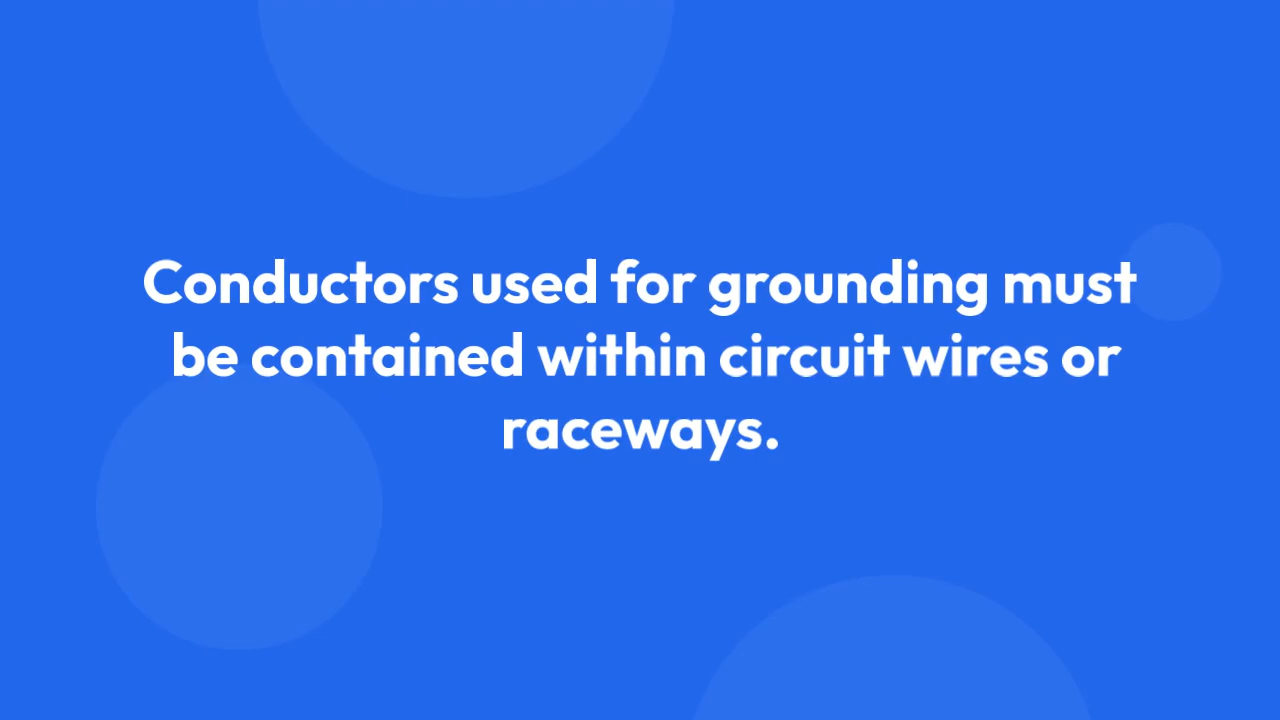 Conductors used for grounding must
be contained within circuit wires or
raceways.